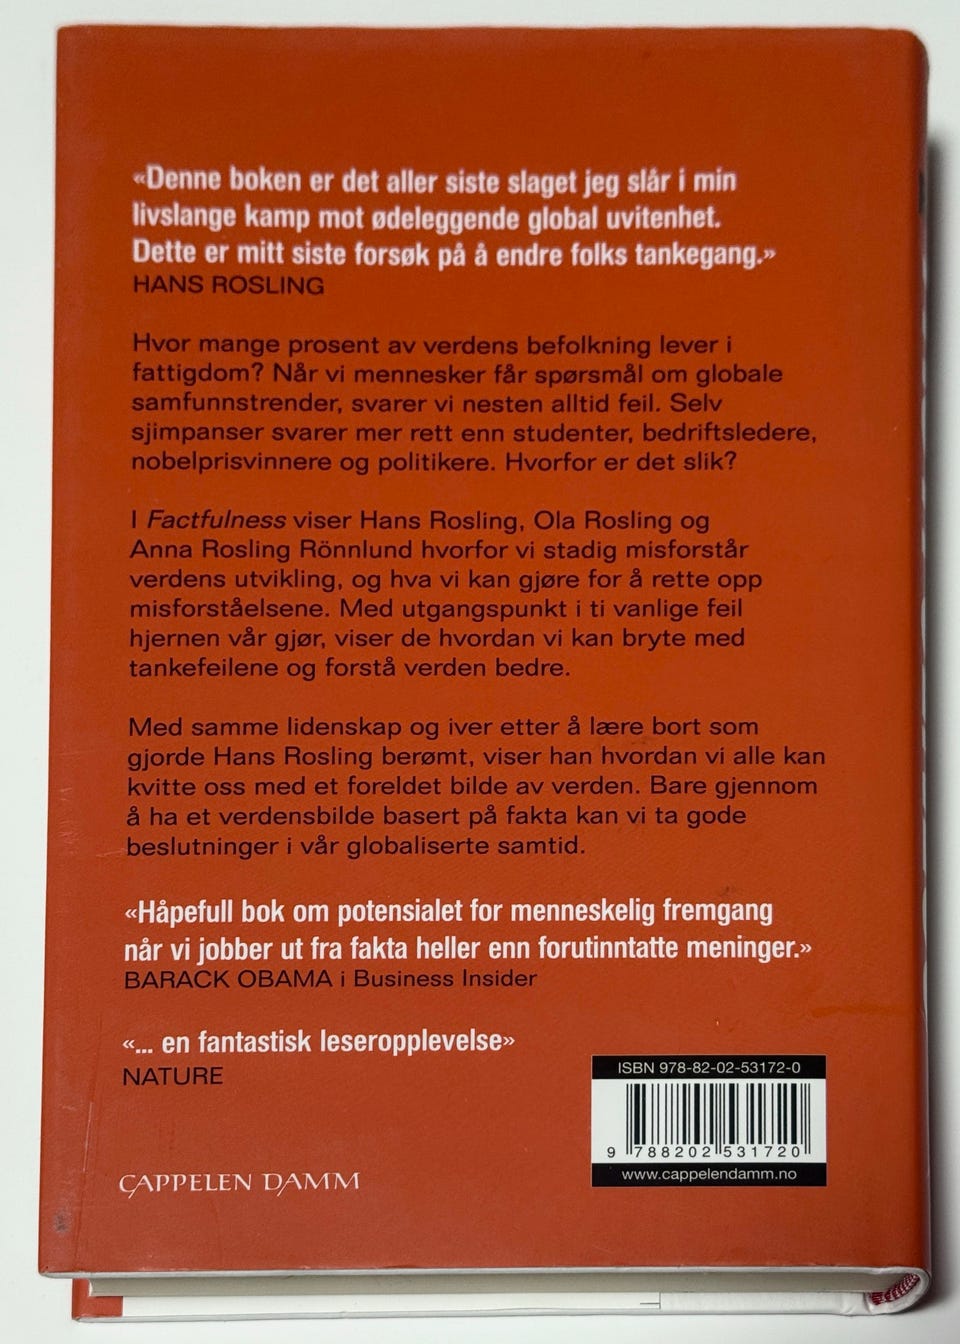 «Denne boken er det aller siste slaget jeg slår i min
livslange kamp mot ødeleggende global uvitenhet.
Dette er mitt siste forsøk på å endre folks tankegang.»
HANS ROSLING
Hvor mange prosent av verdens befolkning lever i
fattigdom? Når vi mennesker får spørsmål om globale
samfunnstrender, svarer vi nesten alltid feil. Selv
sjimpanser svarer mer rett enn studenter, bedriftsledere,
nobelprisvinnere og politikere. Hvorfor er det slik?
I Factfulness viser Hans Rosling, Ola Rosling og
Anna Rosling Rönnlund hvorfor vi stadig misforstår
verdens utvikling, og hva vi kan gjøre for å rette opp
misforståelsene. Med utgangspunkt i ti vanlige feil
hjernen vår gjør, viser de hvordan vi kan bryte med
tankefeilene og forstå verden bedre.
Med samme lidenskap og iver etter å lære bort som
gjorde Hans Rosling berømt, viser han hvordan vi alle kan
kvitte oss med et foreldet bilde av verden. Bare gjennom
å ha et verdensbilde basert på fakta kan vi ta gode
beslutninger i vår globaliserte samtid.
«Håpefull bok om potensialet for menneskelig fremgang
når vi jobber ut fra fakta heller enn forutinntatte meninger.»
BARACK OBAMA i Business Insider
«... en fantastisk leseropplevelse»
NATURE
ISBN 978-82-02-53172-0
9 788202 531720
www.cappelendamm.no
CAPPELEN DAMM